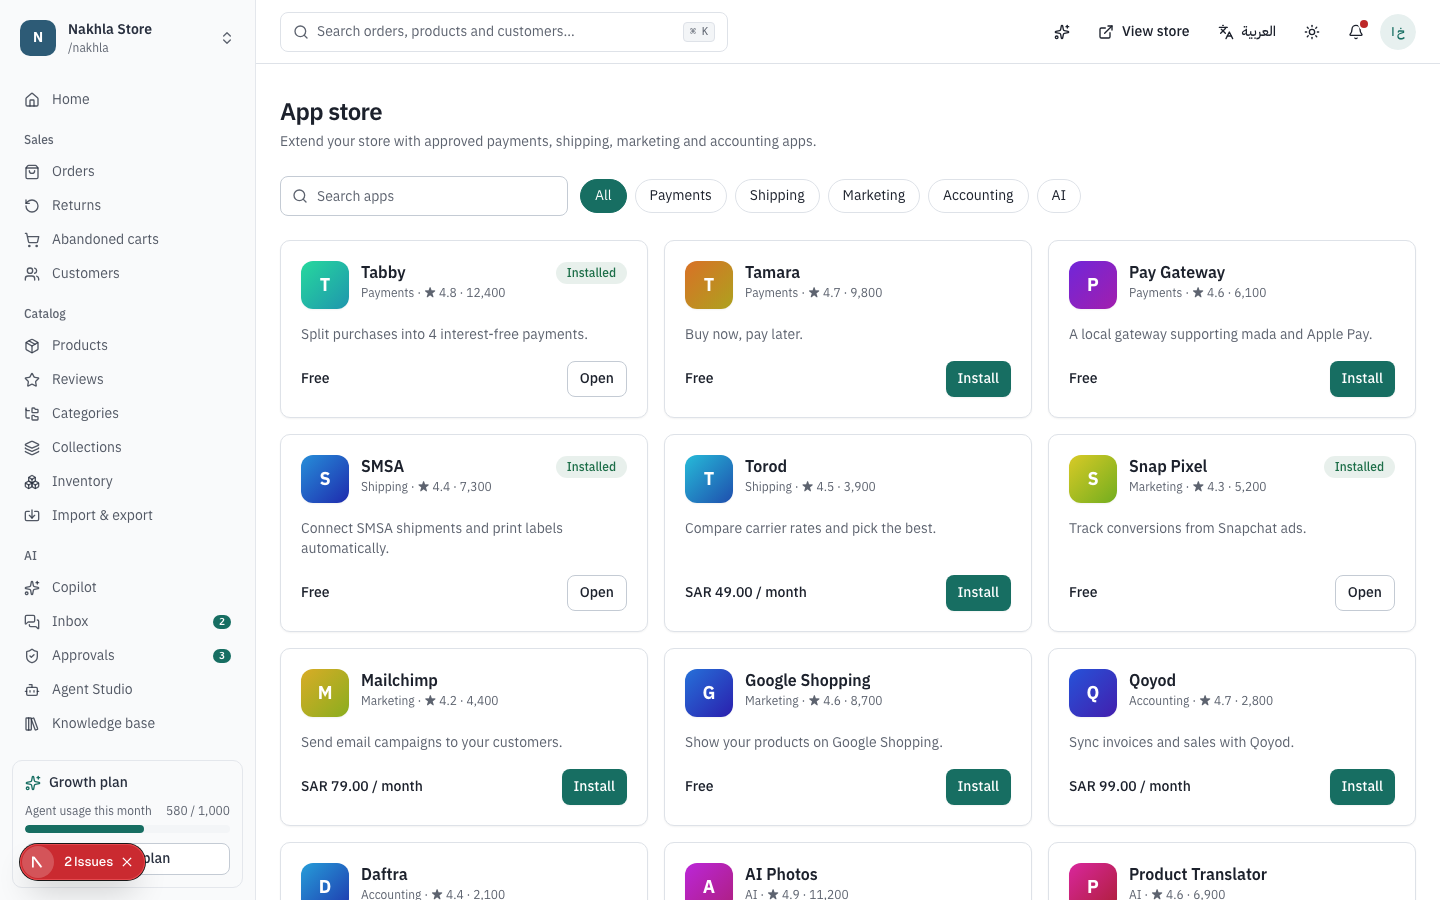 N
Nakhla Store
/nakhla
Search orders, products and customers...
⌘ K
View store
العربية
خ ا
Home
Sales
Orders
Returns
Abandoned carts
Customers
Catalog
Products
Reviews
Categories
Collections
Inventory
Import & export
AI
Copilot
Inbox
2
Approvals
3
Agent Studio
Knowledge base
Growth plan
Agent usage this month 580 / 1,000
plan
2 Issues
App store
Extend your store with approved payments, shipping, marketing and accounting apps.
Search apps
All
Payments
Shipping
Marketing
Accounting
AI
T
Tabby
Installed
Payments · ★ 4.8 · 12,400
Split purchases into 4 interest-free payments.
Free
Open
T
Tamara
Payments · ★ 4.7 · 9,800
Buy now, pay later.
Free
Install
P
Pay Gateway
Payments · ★ 4.6 · 6,100
A local gateway supporting mada and Apple Pay.
Free
Install
S
SMSA
Installed
Shipping · ★ 4.4 · 7,300
Connect SMSA shipments and print labels
automatically.
Free
Open
T
Torod
Shipping · ★ 4.5 · 3,900
Compare carrier rates and pick the best.
SAR 49.00 / month
Install
S
Snap Pixel
Installed
Marketing · ★ 4.3 · 5,200
Track conversions from Snapchat ads.
Free
Open
M
Mailchimp
Marketing · ★ 4.2 · 4,400
Send email campaigns to your customers.
SAR 79.00 / month
Install
G
Google Shopping
Marketing · ★ 4.6 · 8,700
Show your products on Google Shopping.
Free
Install
Q
Qoyod
Accounting · ★ 4.7 · 2,800
Sync invoices and sales with Qoyod.
SAR 99.00 / month
Install
D
Daftra
Accounting · ★ 4.4 · 2,100
A
AI Photos
AI · ★ 4.9 · 11,200
P
Product Translator
AI · ★ 4.6 · 6,900